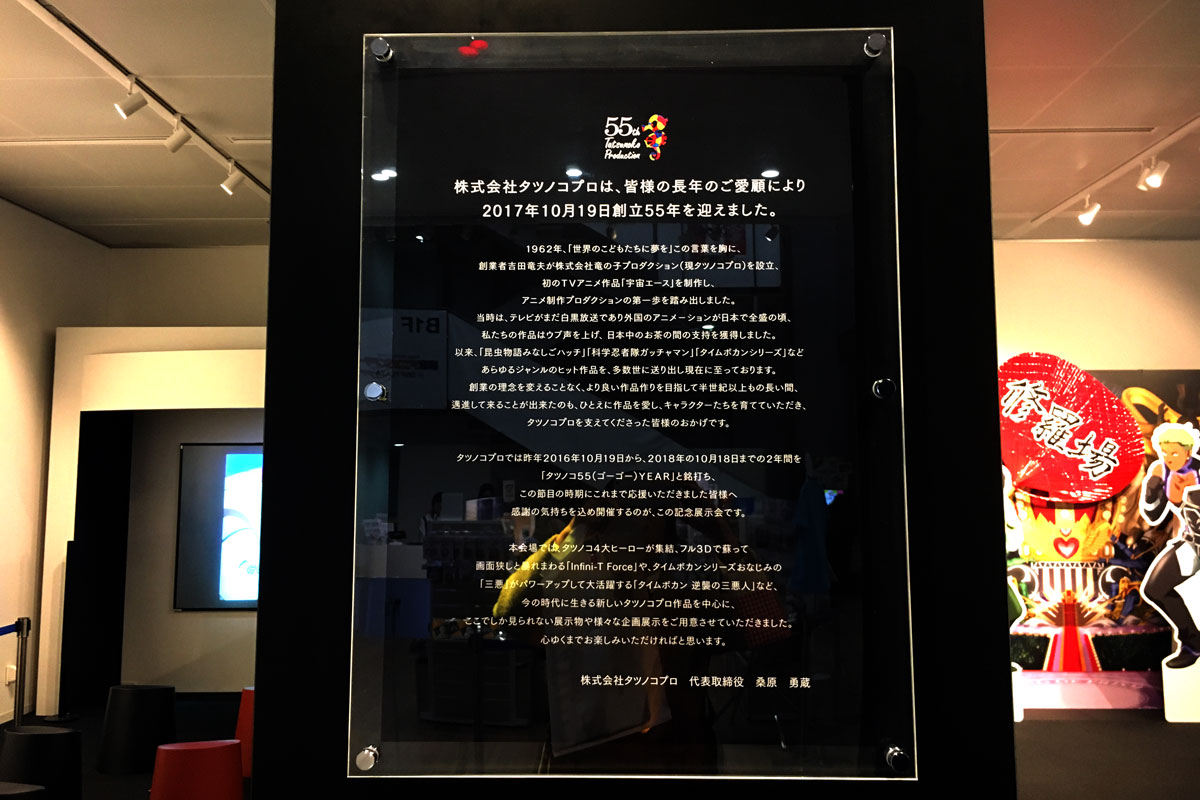 55th
Tatsunoko
Production
株式会社タツノコプロは、皆様の長年のご愛顧により
2017年10月19日創立55年を迎えました。
1962年、「世界のこどもたちに夢を」この言葉を胸に、
創業者吉田竜夫が株式会社竜の子プロダクション(現タツノコプロ)を設立、
初のTVアニメ作品「宇宙エース」を制作し、
アニメ制作プロダクションの第一歩を踏み出しました。
当時は、テレビがまだ白黒放送であり外国のアニメーションが日本で全盛の頃、
私たちの作品はウブ声を上げ、日本中のお茶の間の支持を獲得しました。
以来、「昆虫物語みなしごハッチ」「科学忍者隊ガッチャマン」「タイムボカンシリーズ」など
あらゆるジャンルのヒット作品を、多数世に送り出し現在に至っております。
創業の理念を変えることなく、より良い作品作りを目指して半世紀以上もの長い間、
邁進して来ることが出来たのも、ひとえに作品を愛し、キャラクターたちを育てていただき、
タツノコプロを支えてくださった皆様のおかげです。
タツノコプロでは昨年2016年10月19日から、2018年の10月18日までの2年間を
「タツノコ55(ゴーゴー)YEAR」と銘打ち、
この節目の時期にこれまで応援いただきました皆様へ
感謝の気持ちを込め開催するのが、この記念展示会です。
本会場では、タツノコ4大ヒーローが集結、フル3Dで蘇って
画面狭しと暴れまわる「Infini-T Force」や、タイムボカンシリーズおなじみの
「三悪」がパワーアップして大活躍する「タイムボカン 逆襲の三悪人」など、
今の時代に生きる新しいタツノコプロ作品を中心に、
ここでしか見られない展示物や様々な企画展示をご用意させていただきました。
心ゆくまでお楽しみいただければと思います。
株式会社タツノコプロ 代表取締役 桑原 勇蔵
B1F
修羅場